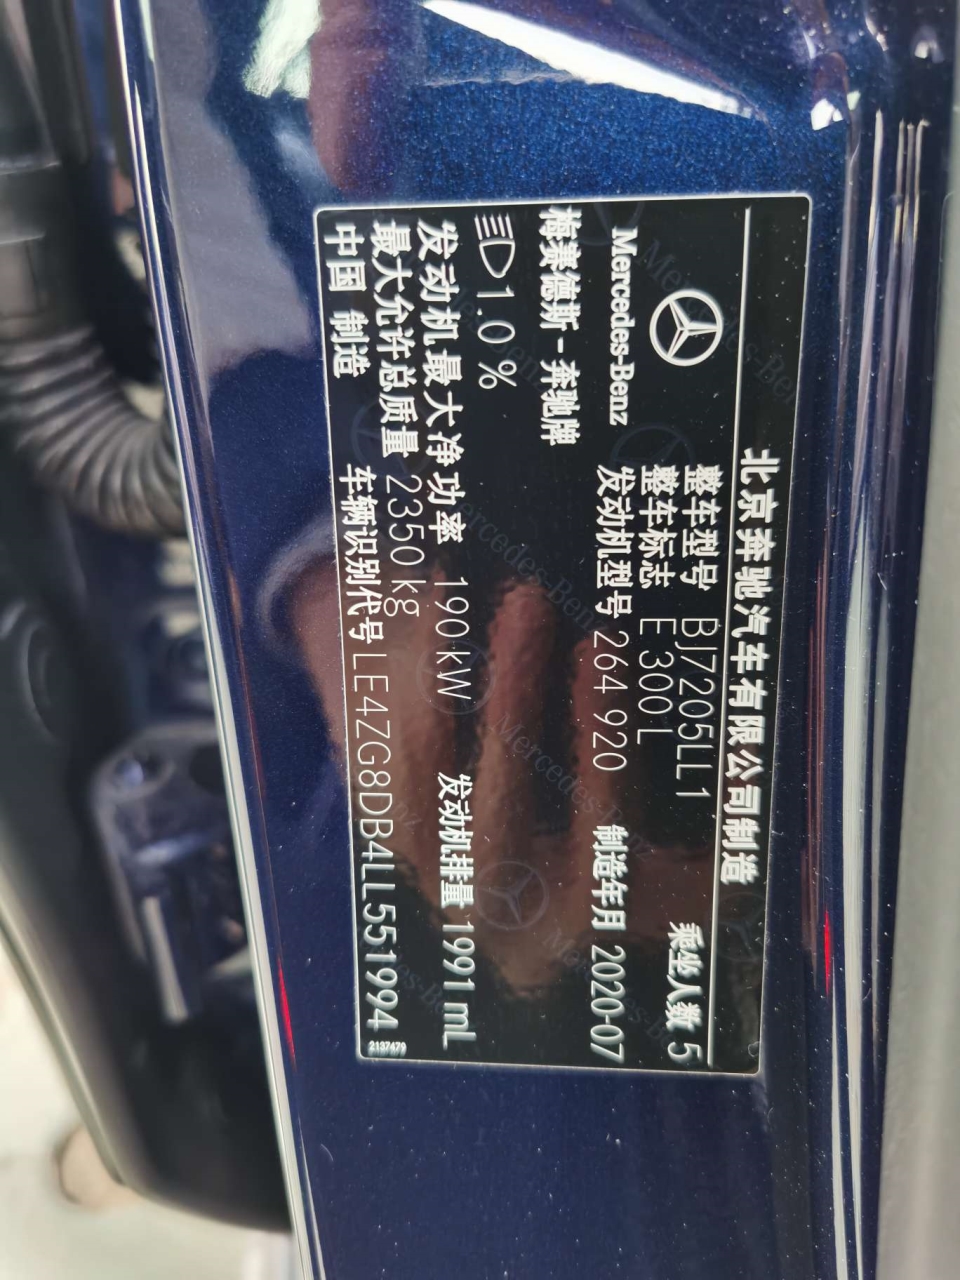 北京奔驰汽车有限公司制造
Mercedes-Benz
整车型号 BJ7205LL1
乘坐人数 5
整车标志 E 300 L
发动机型号 264 920
制造年月 2020-07
梅赛德斯-奔驰牌
1.0 %
发动机最大净功率 190 kW
发动机排量 1991 mL
最大允许总质量 2350 kg
中国 制造
车辆识别代号 LE4ZG8DB4LL551994
2137479